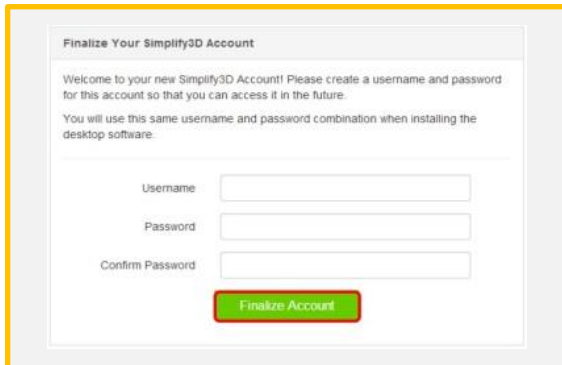 Finalize Your Simplify3D Account
Welcome to your new Simplify3D Account! Please create a username and password
for this account so that you can access it in the future.
You will use this same username and password combination when installing the
desktop software.
Username
Password
Confirm Password
Finalize Account